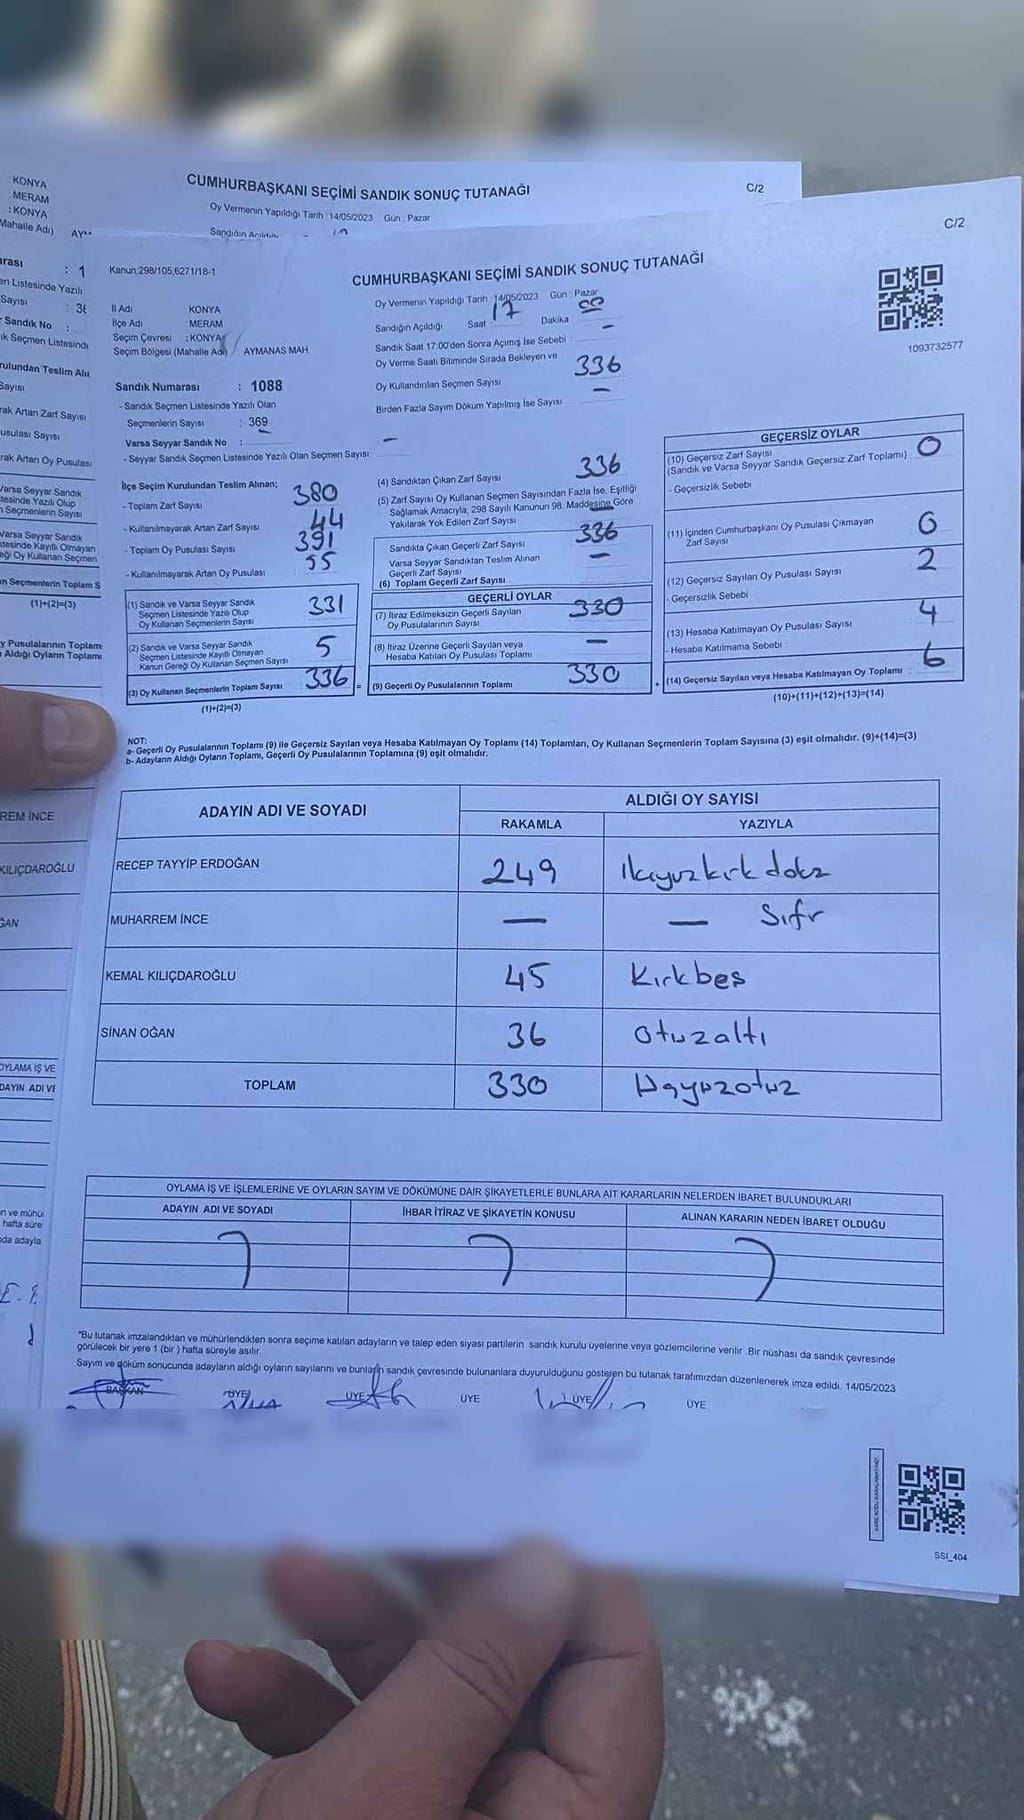 KONYA
MERAM
: KONYA
Mahalle Adı)
CUMHURBAŞKANI SEÇİMİ SANDIK SONUÇ TUTANAĞI
C/2
Oy Vermenin Yapıldığı Tarih 14/05/2023 Gün : Pazar
C/2
Kanun:298/105,6271/18-1
CUMHURBAŞKANI SEÇİMİ SANDIK SONUÇ TUTANAĞI
İl Adı : KONYA
İlçe Adı : MERAM
Seçim Çevresi : KONYA
Seçim Bölgesi (Mahalle Adı) AYMANAS MAH
Sandık Numarası : 1088
- Sandık Seçmen Listesinde Yazılı Olan
Seçmenlerin Sayısı : 369
Varsa Seyyar Sandık No :
- Seyyar Sandık Seçmen Listesinde Yazılı Olan Seçmen Sayısı: —
Oy Vermenin Yapıldığı Tarih 14/05/2023 Gün : Pazar
Sandığın Açıldığı Saat 17 Dakika 00
Sandık Saat 17:00'den Sonra Açımış İse Sebebi —
Oy Verme Saati Bitiminde Sırada Bekleyen ve
Oy Kullandırılan Seçmen Sayısı 336
Birden Fazla Sayım Döküm Yapılmış İse Sayısı —
1093732577
İlçe Seçim Kurulundan Teslim Alınan;
- Toplam Zarf Sayısı 380
- Kullanılmayarak Artan Zarf Sayısı 44
- Toplam Oy Pusulası Sayısı 391
- Kullanılmayarak Artan Oy Pusulası 55
(1) Sandık ve Varsa Seyyar Sandık
Seçmen Listesinde Yazılı Olup
Oy Kullanan Seçmenlerin Sayısı 331
(2) Sandık ve Varsa Seyyar Sandık
Seçmen Listesinde Kayıtlı Olmayan
Kanun Gereği Oy Kullanan Seçmen Sayısı 5
(3) Oy Kullanan Seçmenlerin Toplam Sayısı 336
(1)+(2)=(3)
(4) Sandıktan Çıkan Zarf Sayısı 336
(5) Zarf Sayısı Oy Kullanan Seçmen Sayısından Fazla İse, Eşitliği
Sağlamak Amacıyla, 298 Sayılı Kanunun 98. Maddesine Göre
Yakılarak Yok Edilen Zarf Sayısı —
Sandıkta Çıkan Geçerli Zarf Sayısı 336
Varsa Seyyar Sandıktan Teslim Alınan
Geçerli Zarf Sayısı —
(6) Toplam Geçerli Zarf Sayısı
GEÇERLİ OYLAR
(7) İtiraz Edilmeksizin Geçerli Sayılan
Oy Pusulalarının Sayısı 330
(8) İtiraz Üzerine Geçerli Sayılan veya
Hesaba Katılan Oy Pusulası Toplamı —
= (9) Geçerli Oy Pusulalarının Toplamı 330
GEÇERSİZ OYLAR
(10) Geçersiz Zarf Sayısı
(Sandık ve Varsa Seyyar Sandık Geçersiz Zarf Toplamı) 0
- Geçersizlik Sebebi
(11) İçinden Cumhurbaşkanı Oy Pusulası Çıkmayan
Zarf Sayısı 0
(12) Geçersiz Sayılan Oy Pusulası Sayısı 2
- Geçersizlik Sebebi
(13) Hesaba Katılmayan Oy Pusulası Sayısı 4
- Hesaba Katılmama Sebebi
+ (14) Geçersiz Sayılan veya Hesaba Katılmayan Oy Toplamı : 6
(10)+(11)+(12)+(13)=(14)
NOT:
a- Geçerli Oy Pusulalarının Toplamı (9) ile Geçersiz Sayılan veya Hesaba Katılmayan Oy Toplamı (14) Toplamları, Oy Kullanan Seçmenlerin Toplam Sayısına (3) eşit olmalıdır. (9)+(14)=(3)
b- Adayların Aldığı Oyların Toplamı, Geçerli Oy Pusulalarının Toplamına (9) eşit olmalıdır.
ADAYIN ADI VE SOYADI ALDIĞI OY SAYISI
RAKAMLA YAZIYLA
RECEP TAYYİP ERDOĞAN 249 ikiyüzkırkdokz
MUHARREM İNCE — — Sıfr
KEMAL KILIÇDAROĞLU 45 Kırkbeş
SİNAN OĞAN 36 otuzaltı
TOPLAM 330 Üçyüzotuz
OYLAMA İŞ VE İŞLEMLERİNE VE OYLARIN SAYIM VE DÖKÜMÜNE DAİR ŞİKAYETLERLE BUNLARA AİT KARARLARIN NELERDEN İBARET BULUNDUKLARI
ADAYIN ADI VE SOYADI İHBAR İTİRAZ VE ŞİKAYETİN KONUSU ALINAN KARARIN NEDEN İBARET OLDUĞU
*Bu tutanak imzalandıktan ve mühürlendikten sonra seçime katılan adayların ve talep eden siyasi partilerin sandık kurulu üyelerine veya gözlemcilerine verilir .Bir nüshası da sandık çevresinde
görülecek bir yere 1 (bir ) hafta süreyle asılır.
Sayım ve döküm sonucunda adayların aldığı oyların sayılarını ve bunların sandık çevresinde bulunanlara duyurulduğunu gösteren bu tutanak tarafımızdan düzenlenerek imza edildi. 14/05/2023
BAŞKAN ÜYE ÜYE ÜYE ÜYE ÜYE
SSI_404